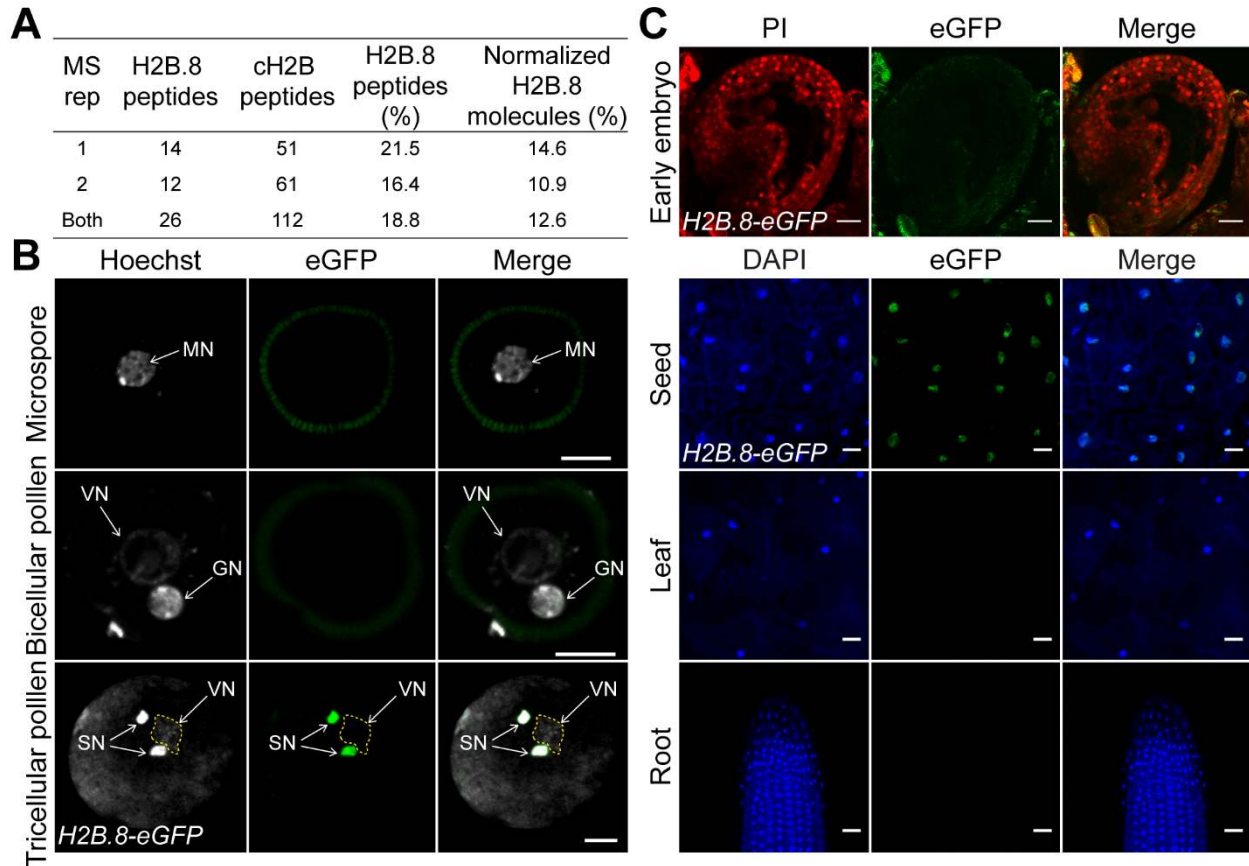 A
MS rep H2B.8 peptides cH2B peptides H2B.8 peptides (%) Normalized H2B.8 molecules (%)
1 14 51 21.5 14.6
2 12 61 16.4 10.9
Both 26 112 18.8 12.6
B
Hoechst eGFP Merge
Microspore
MN
MN
Bicellular polllen
VN
GN
VN
GN
Tricellular polllen
VN
SN
VN
SN
VN
SN
H2B.8-eGFP
C
PI eGFP Merge
Early embryo
H2B.8-eGFP
DAPI eGFP Merge
Seed
H2B.8-eGFP
Leaf
Root